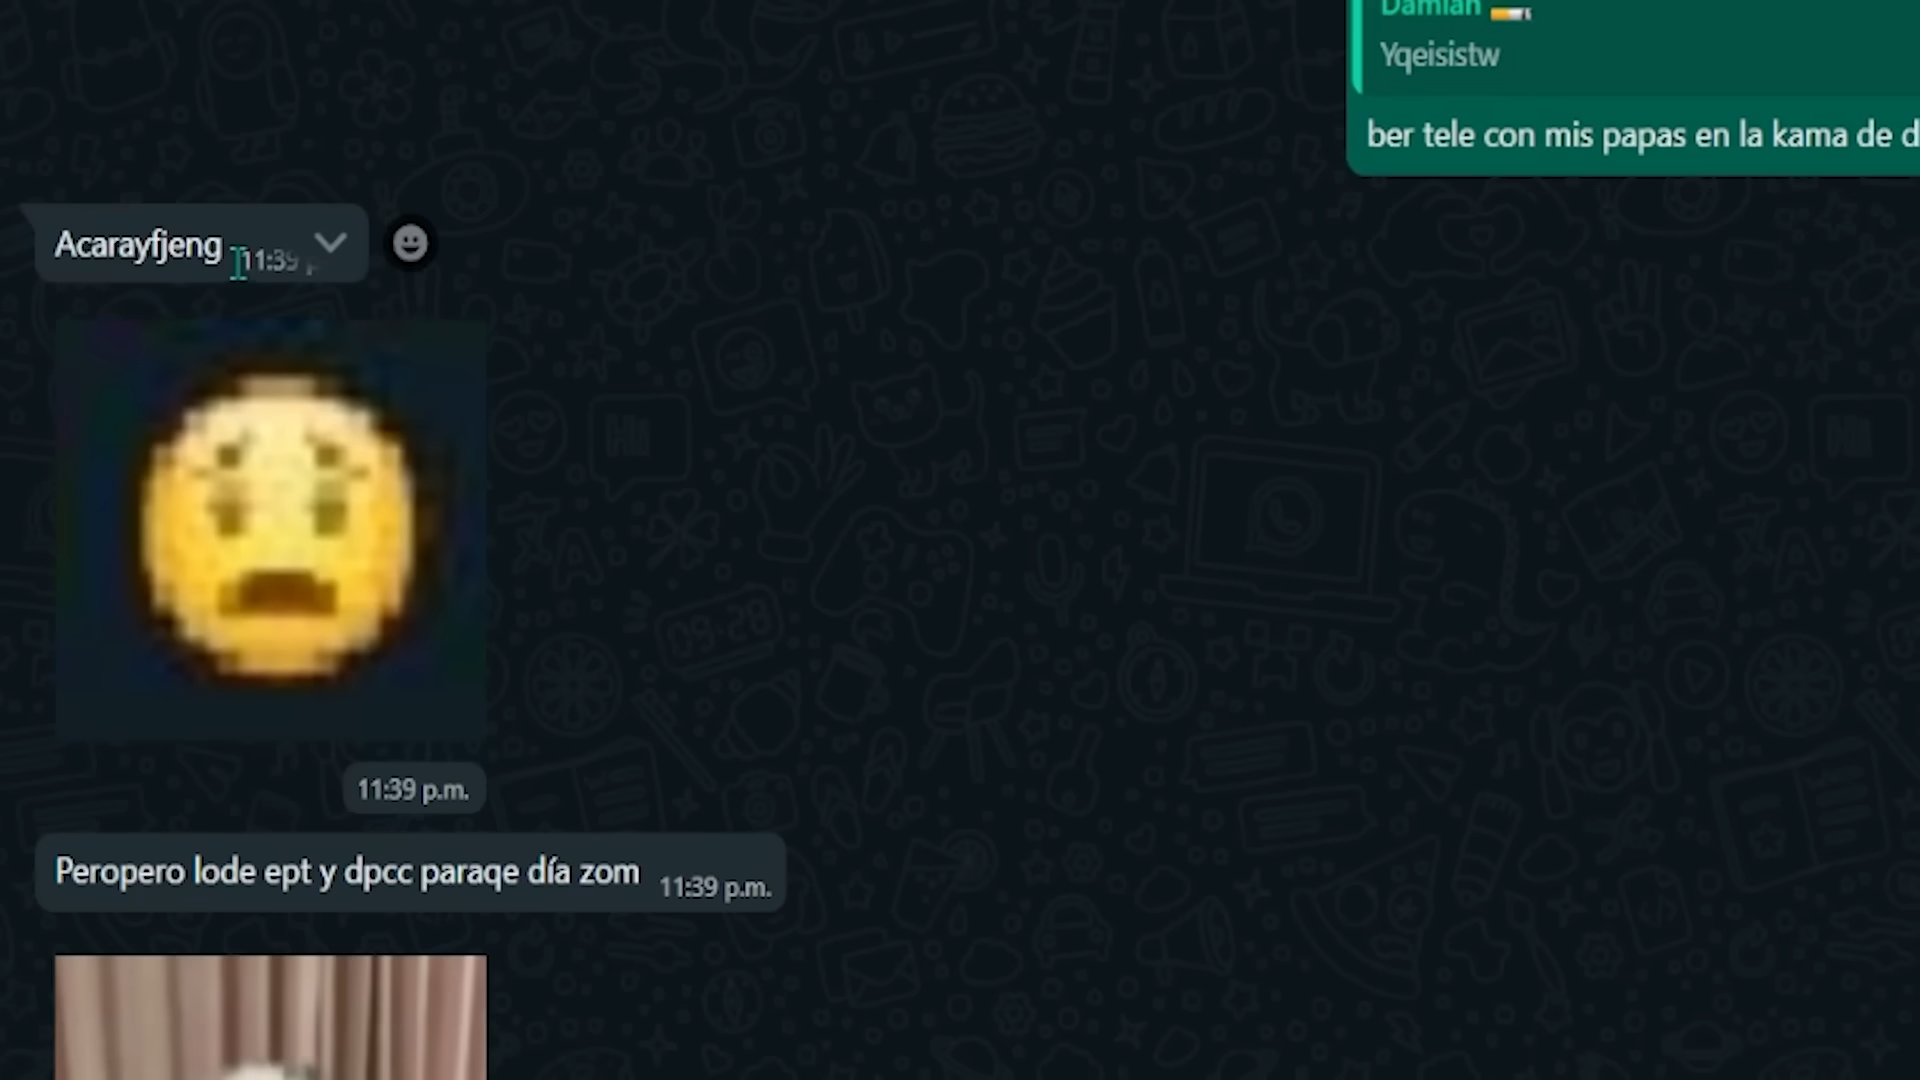 Damian
Yqeisistw
ber tele con mis papas en la kama de d
Acarayfjeng 11:39 p
11:39 p.m.
Peropero lode ept y dpcc paraqe día zom 11:39 p.m.